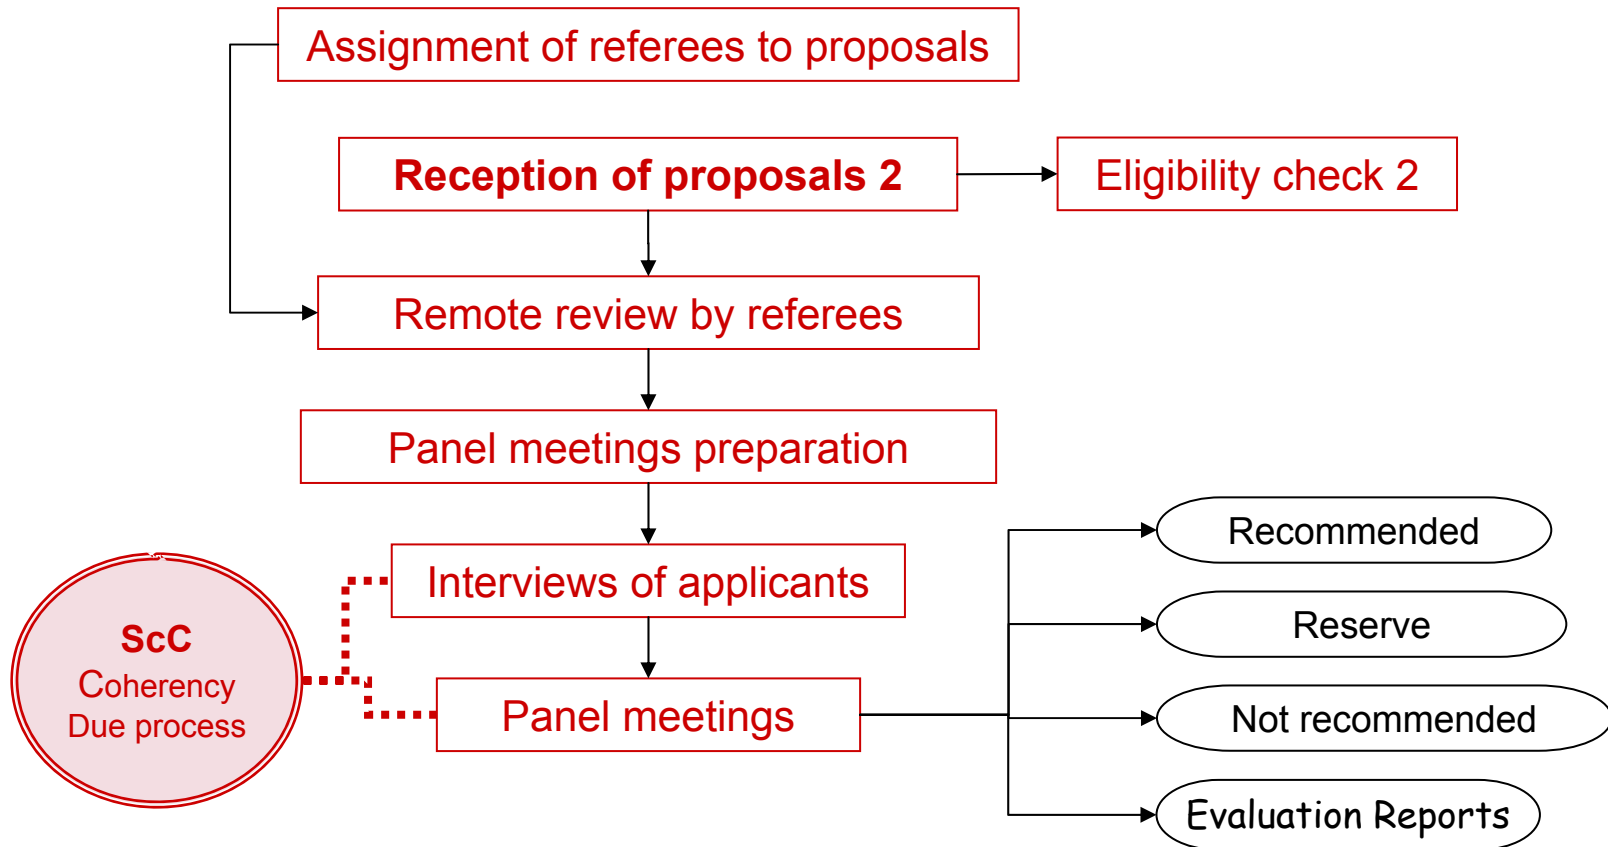 Assignment of referees to proposals
Reception of proposals 2
Eligibility check 2
Remote review by referees
Panel meetings preparation
Interviews of applicants
Panel meetings
ScC
Coherency
Due process
Recommended
Reserve
Not recommended
Evaluation Reports